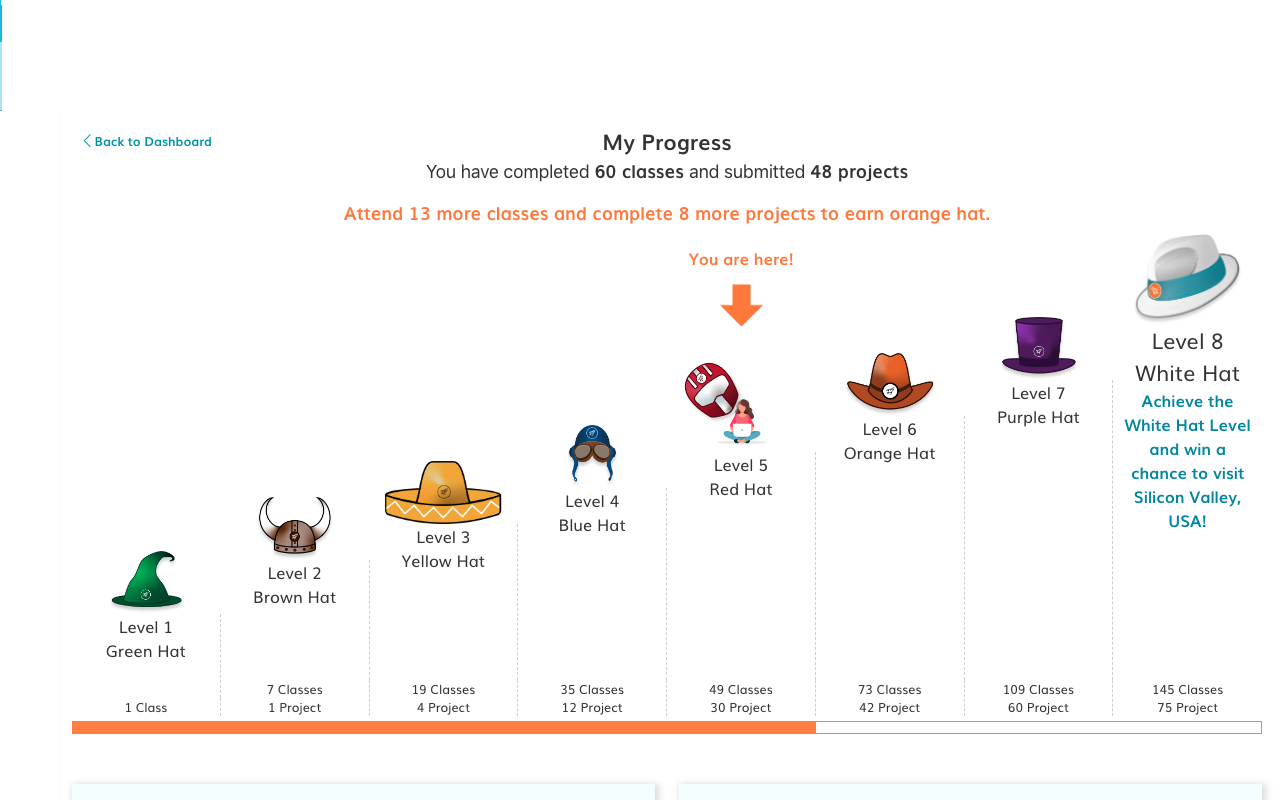 Back to Dashboard
My Progress
You have completed 60 classes and submitted 48 projects
Attend 13 more classes and complete 8 more projects to earn orange hat.
You are here!
Level 1
Green Hat
1 Class
Level 2
Brown Hat
7 Classes
1 Project
Level 3
Yellow Hat
19 Classes
4 Project
Level 4
Blue Hat
35 Classes
12 Project
Level 5
Red Hat
49 Classes
30 Project
Level 6
Orange Hat
73 Classes
42 Project
Level 7
Purple Hat
109 Classes
60 Project
Level 8
White Hat
Achieve the
White Hat Level
and win a
chance to visit
Silicon Valley,
USA!
145 Classes
75 Project